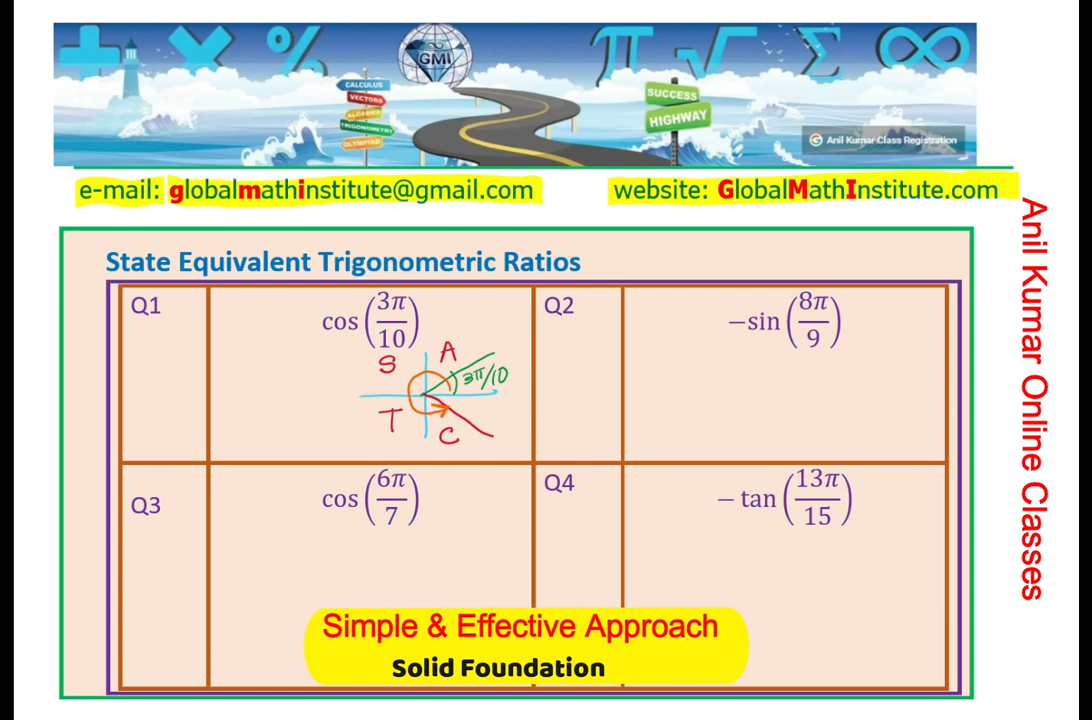 GMI
CALCULUS
VECTORS
ALGEBRA
TRIGONOMETRY
OLYMPIAD
SUCCESS
HIGHWAY
Anil Kumar Class Registration
e-mail: globalmathinstitute@gmail.com
website: GlobalMathInstitute.com
Anil Kumar Online Classes
State Equivalent Trigonometric Ratios
Q1
cos(3π/10)
S A
3π/10
T C
Q2
−sin(8π/9)
Q3
cos(6π/7)
Q4
− tan(13π/15)
Simple & Effective Approach
Solid Foundation